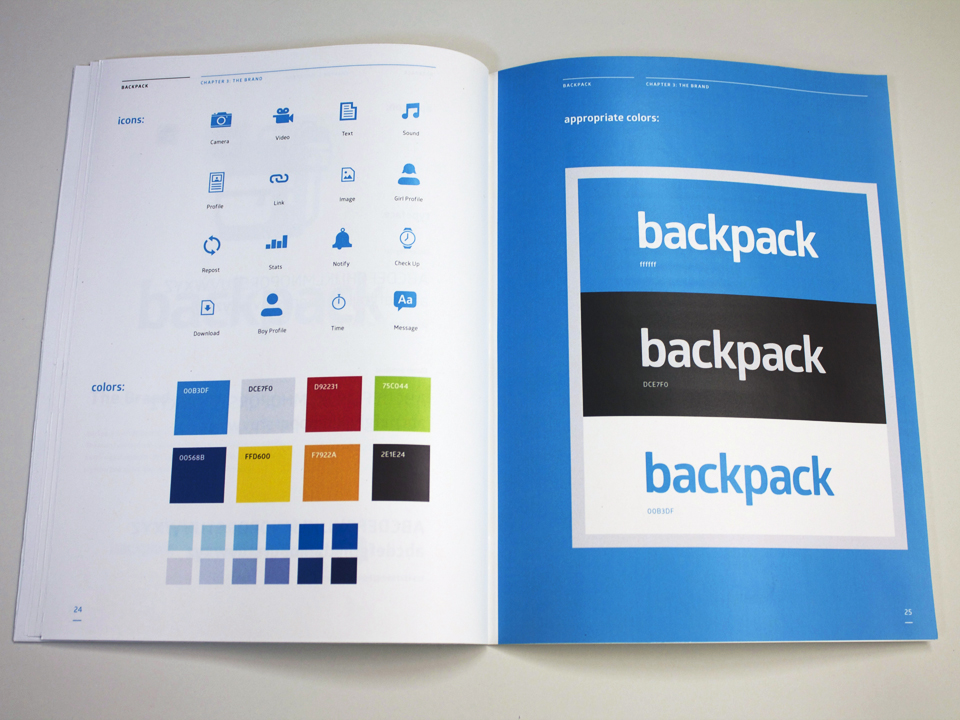 BACKPACK
CHAPTER 5: THE BRAND
icons:
Camera
Video
Text
Sound
Profile
Link
Image
Girl Profile
Repost
Stats
Notify
Check Up
Download
Boy Profile
Time
Aa
Message
colors:
00B3DF
DCE7F0
D92231
75C044
00568B
FFD600
F7922A
2E1E24
24
BACKPACK
CHAPTER 5: THE BRAND
appropriate colors:
backpack
ffffff
backpack
DCE7F0
backpack
00B3DF
25